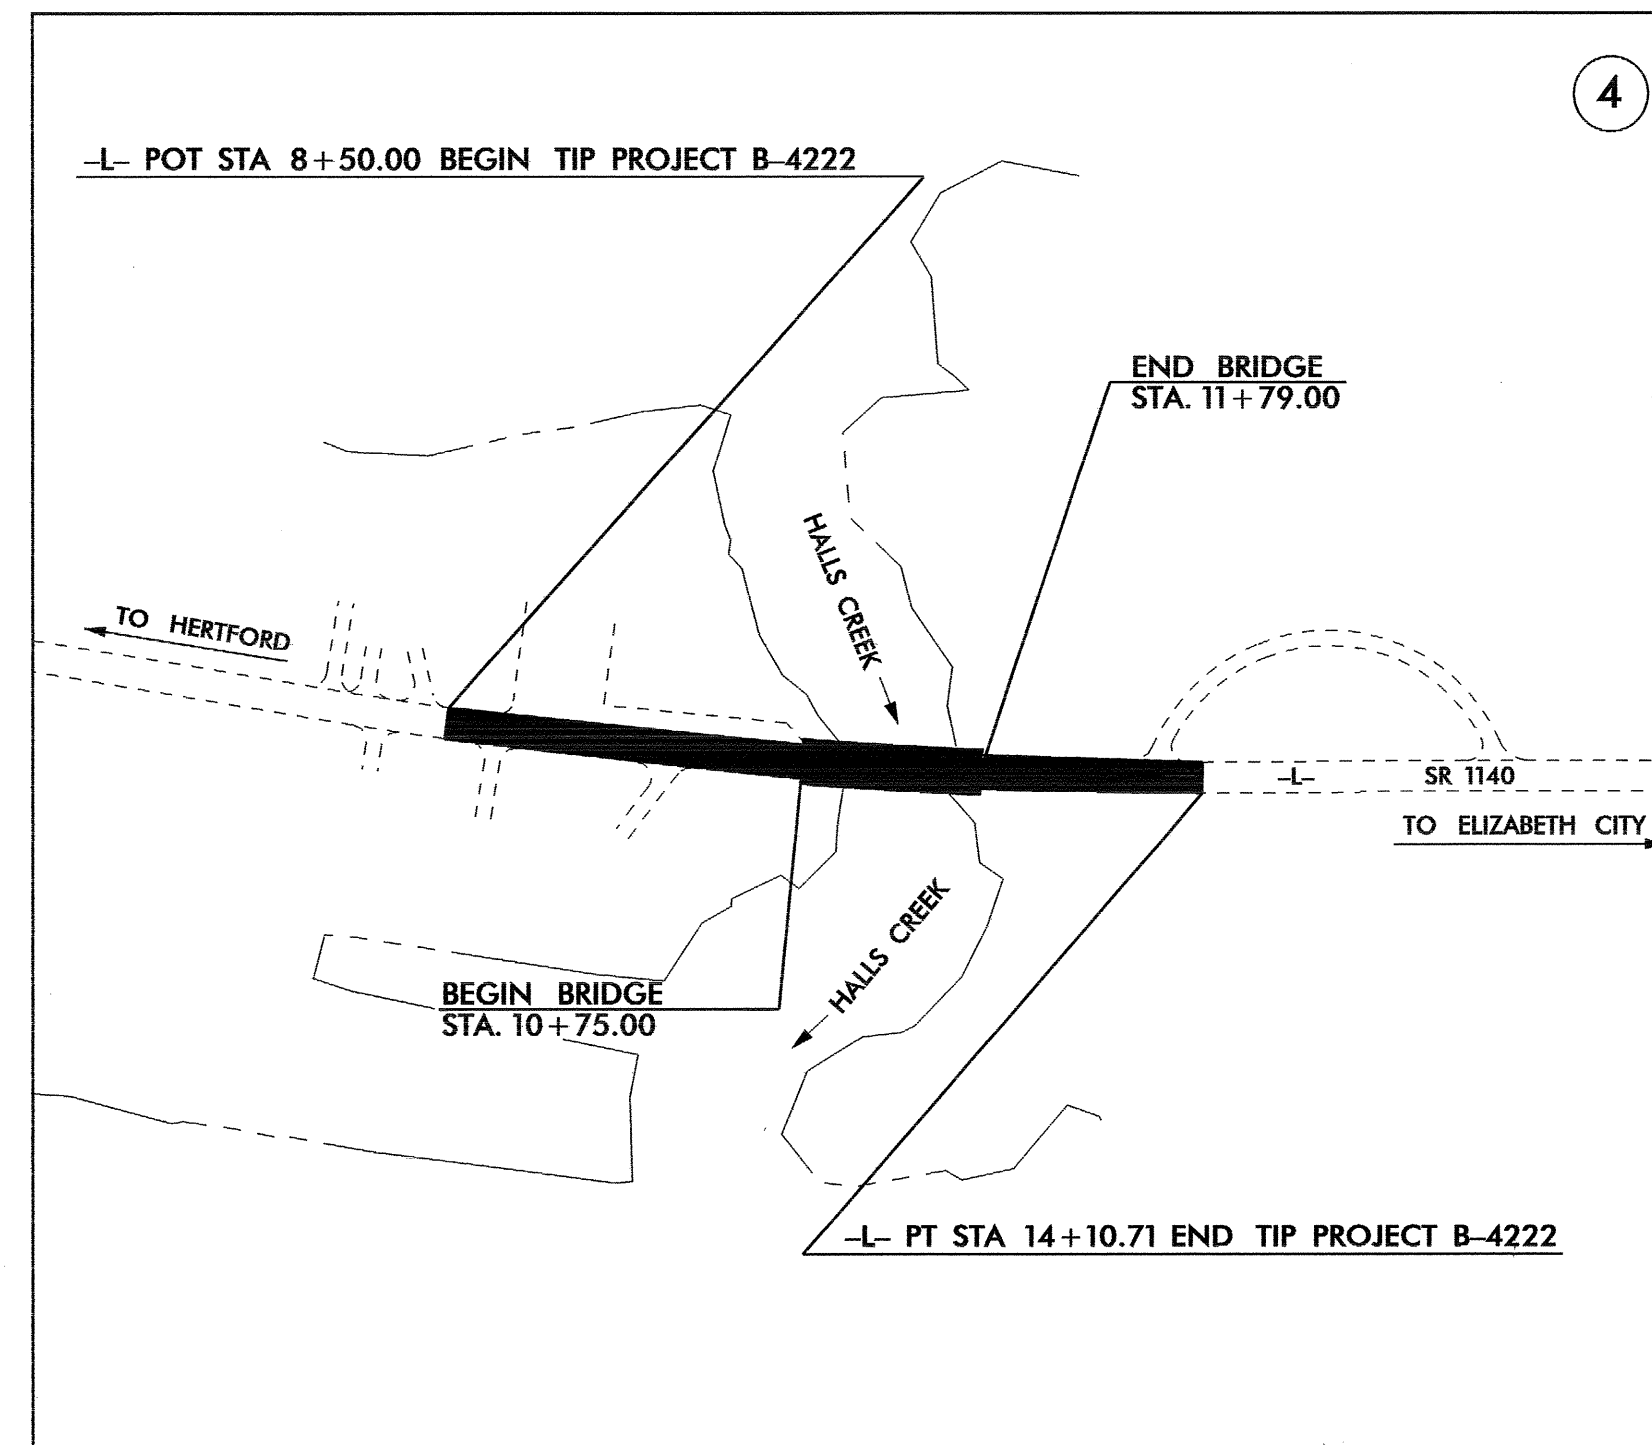 4
–L– POT STA 8+50.00 BEGIN TIP PROJECT B–4222
END BRIDGE
STA. 11+79.00
HALLS CREEK
TO HERTFORD
–L– SR 1140
TO ELIZABETH CITY
HALLS CREEK
BEGIN BRIDGE
STA. 10+75.00
–L– PT STA 14+10.71 END TIP PROJECT B–4222